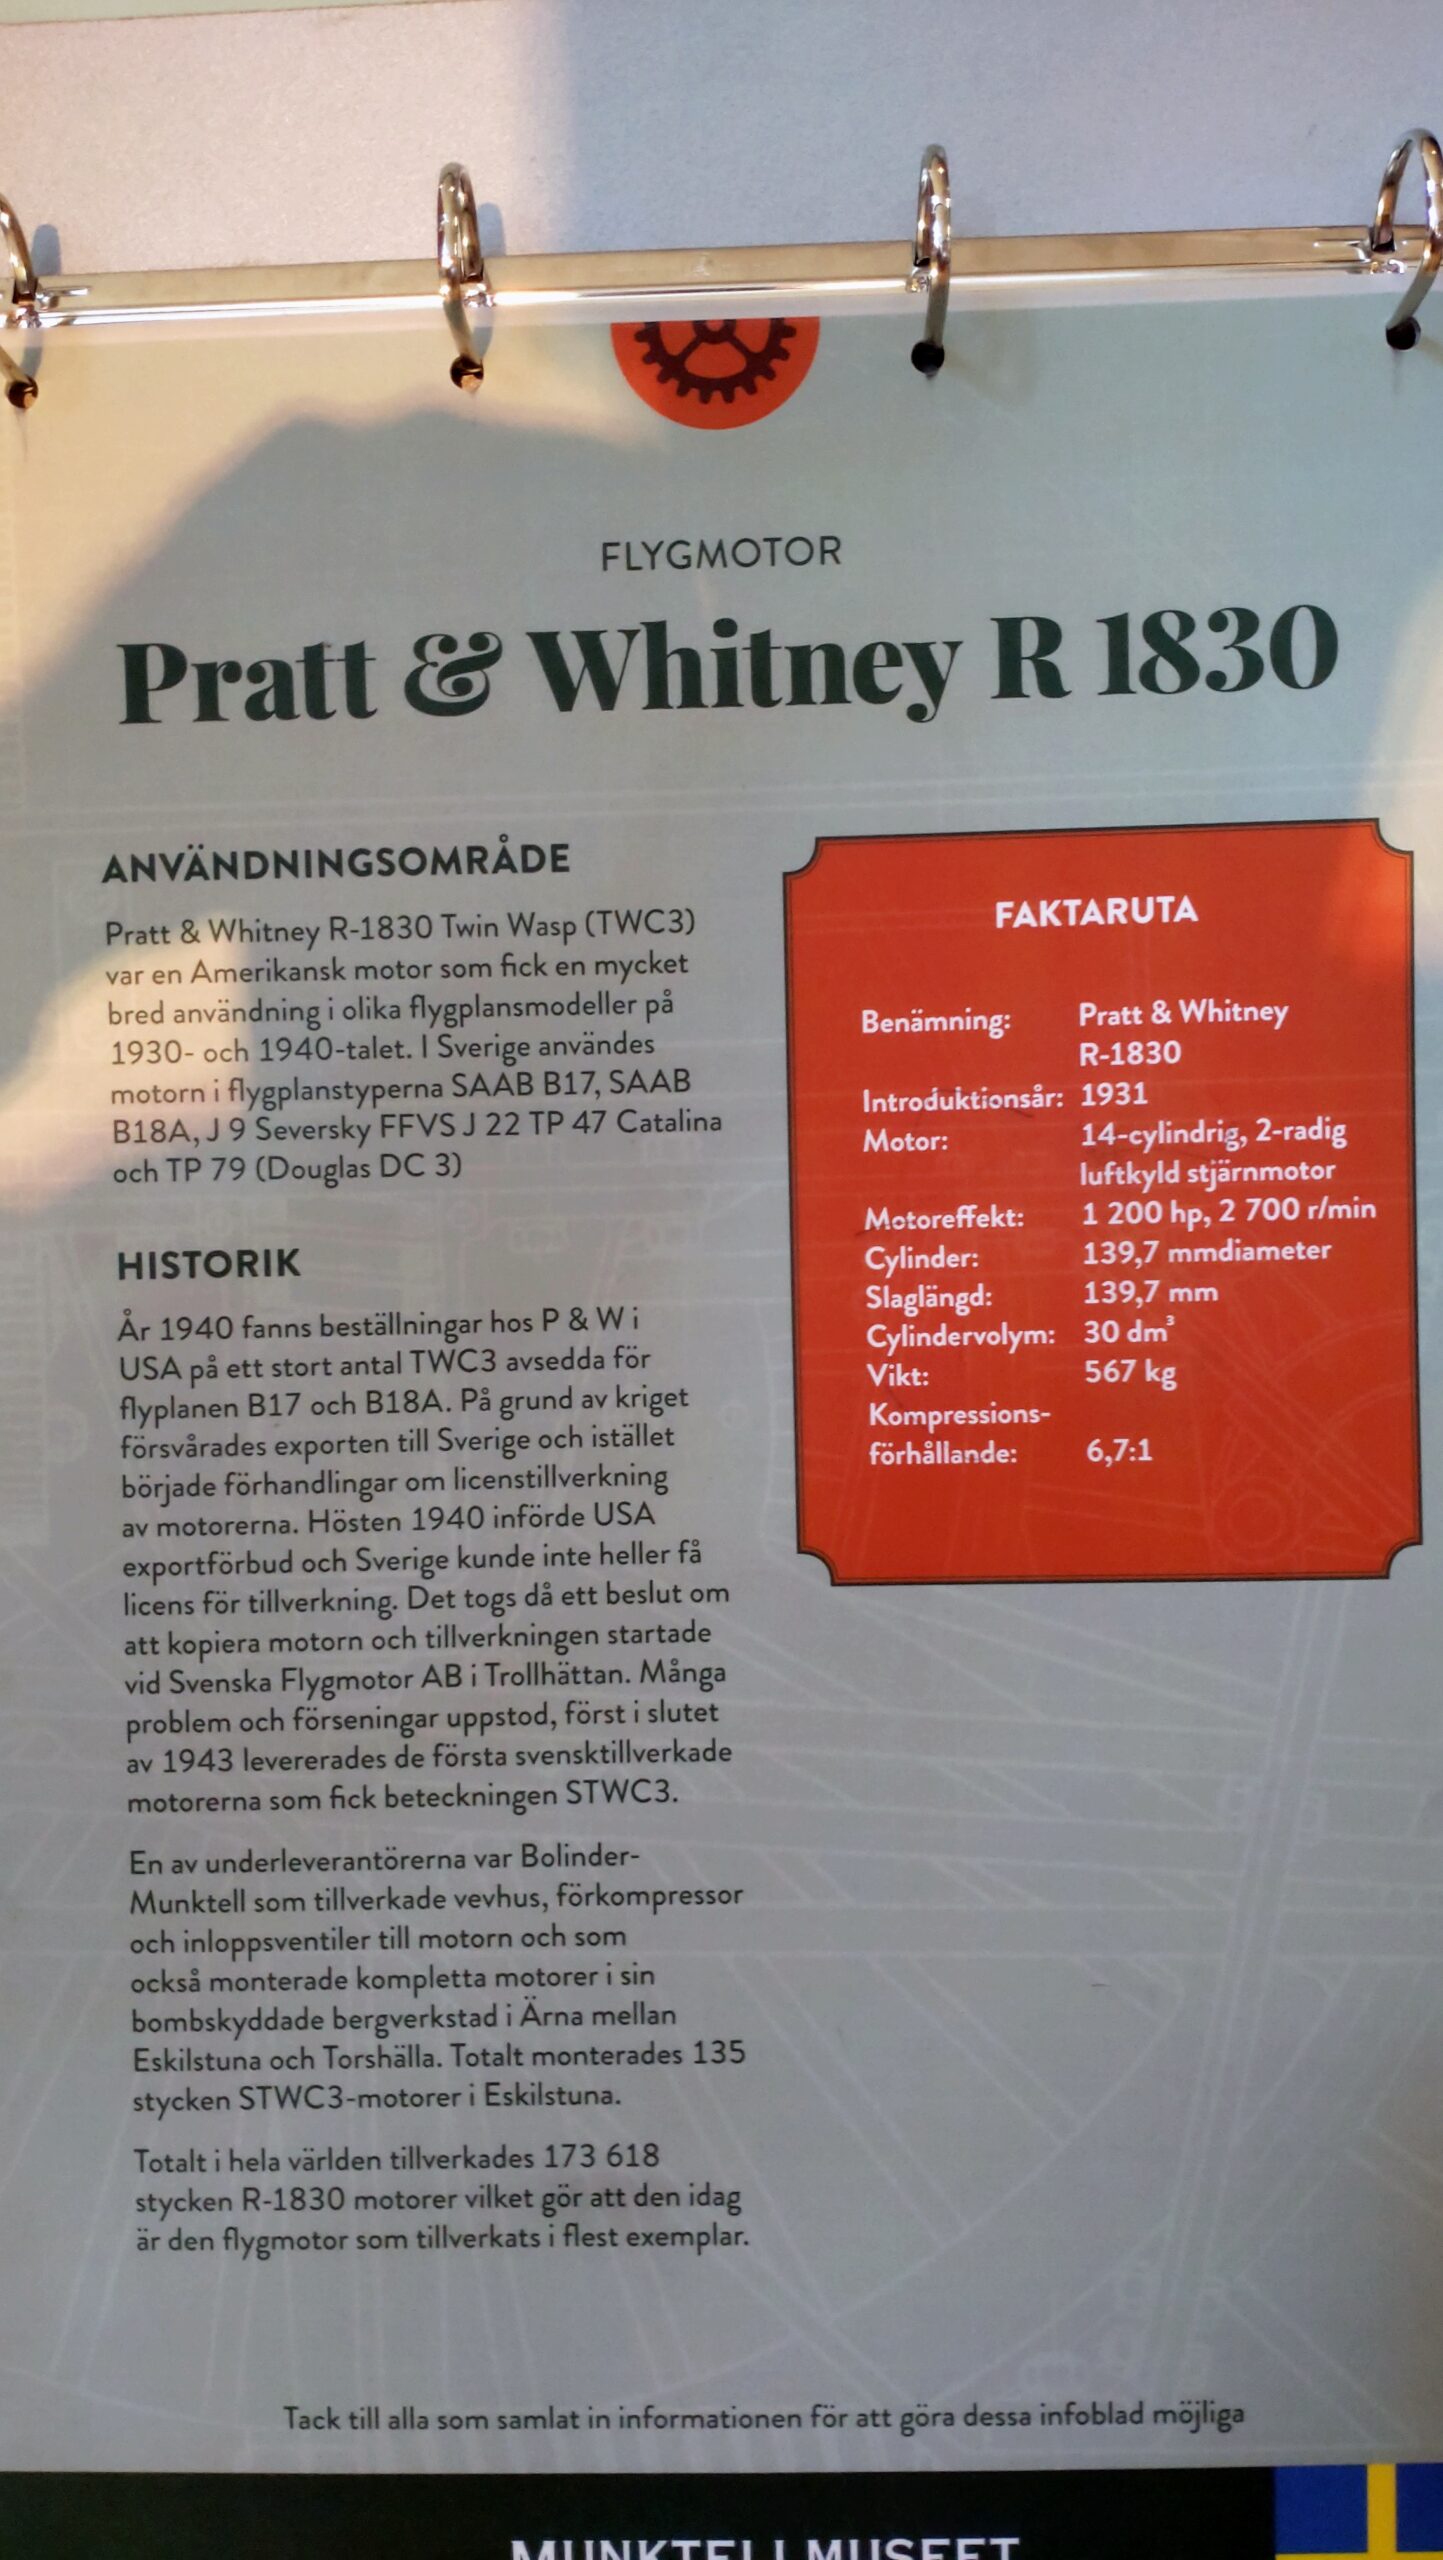 FLYGMOTOR
Pratt & Whitney R 1830
ANVÄNDNINGSOMRÅDE
Pratt & Whitney R-1830 Twin Wasp (TWC3)
var en Amerikansk motor som fick en mycket
bred användning i olika flygplansmodeller på
1930- och 1940-talet. I Sverige användes
motorn i flygplanstyperna SAAB B17, SAAB
B18A, J 9 Seversky FFVS J 22 TP 47 Catalina
och TP 79 (Douglas DC 3)
HISTORIK
År 1940 fanns beställningar hos P & W i
USA på ett stort antal TWC3 avsedda för
flyplanen B17 och B18A. På grund av kriget
försvårades exporten till Sverige och istället
började förhandlingar om licenstillverkning
av motorerna. Hösten 1940 införde USA
exportförbud och Sverige kunde inte heller få
licens för tillverkning. Det togs då ett beslut om
att kopiera motorn och tillverkningen startade
vid Svenska Flygmotor AB i Trollhättan. Många
problem och förseningar uppstod, först i slutet
av 1943 levererades de första svensktillverkade
motorerna som fick beteckningen STWC3.
En av underleverantörerna var Bolinder-
Munktell som tillverkade vevhus, förkompressor
och inloppsventiler till motorn och som
också monterade kompletta motorer i sin
bombskyddade bergverkstad i Ärna mellan
Eskilstuna och Torshälla. Totalt monterades 135
stycken STWC3-motorer i Eskilstuna.
Totalt i hela världen tillverkades 173 618
stycken R-1830 motorer vilket gör att den idag
är den flygmotor som tillverkats i flest exemplar.
FAKTARUTA
Benämning: Pratt & Whitney
R-1830
Introduktionsår: 1931
Motor: 14-cylindrig, 2-radig
luftkyld stjärnmotor
Motoreffekt: 1 200 hp, 2 700 r/min
Cylinder: 139,7 mmdiameter
Slaglängd: 139,7 mm
Cylindervolym: 30 dm³
Vikt: 567 kg
Kompressions-
förhållande: 6,7:1
Tack till alla som samlat in informationen för att göra dessa infoblad möjliga
MUNKTELLMUSEET